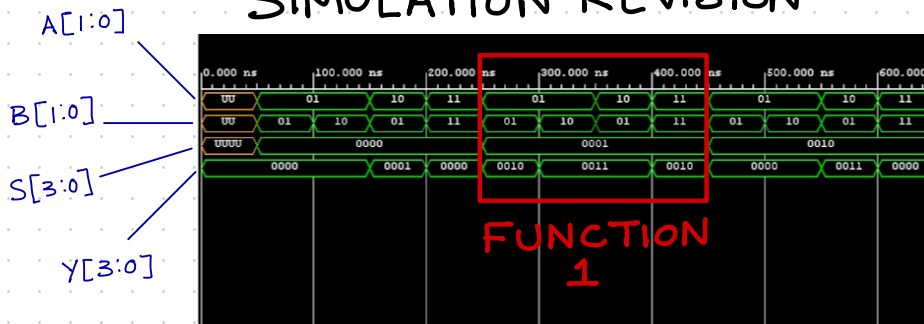 SIMULATION REVISION
A[1:0]
B[1:0]
S[3:0]
Y[3:0]
0.000 ns 100.000 ns 200.000 ns 300.000 ns 400.000 ns 500.000 ns 600.000
UU 01 10 11 01 10 11 01 10 11
UU 01 10 01 11 01 10 01 11 01 10 01 11
UUUU 0000 0001 0010
0000 0001 0000 0010 0011 0010 0000 0011 0000
FUNCTION
1